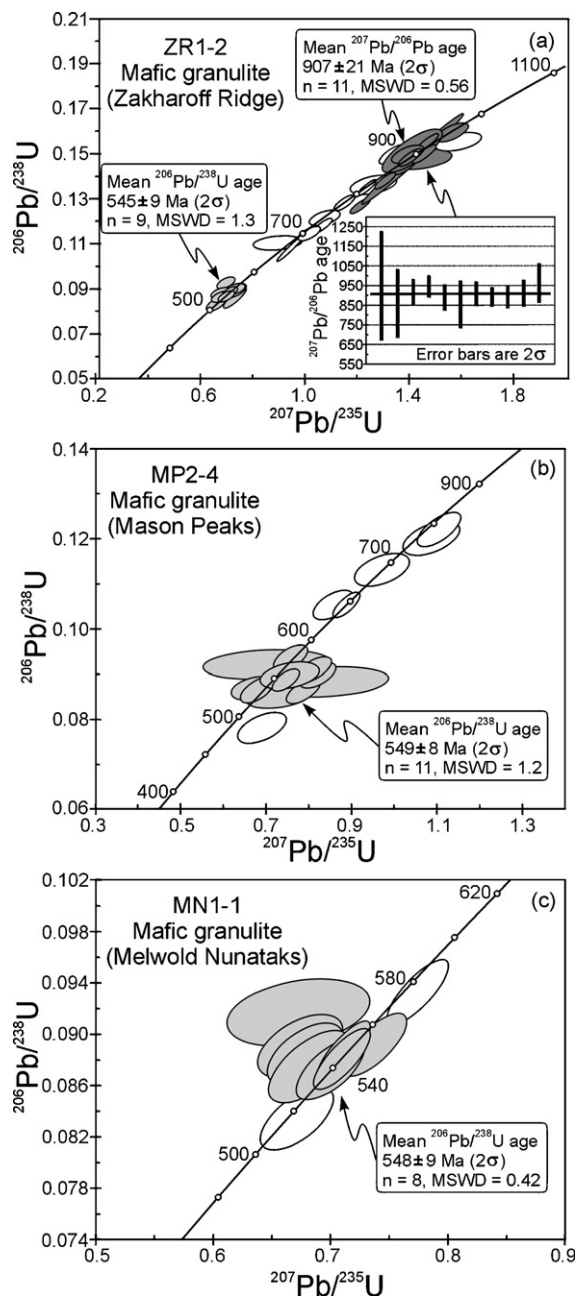 (a)
ZR1-2
Mafic granulite
(Zakharoff Ridge)
Mean ²⁰⁷Pb/²⁰⁶Pb age
907±21 Ma (2σ)
n = 11, MSWD = 0.56
Mean ²⁰⁶Pb/²³⁸U age
545±9 Ma (2σ)
n = 9, MSWD = 1.3
1100
900
700
500
²⁰⁶Pb/²³⁸U
0.21
0.19
0.17
0.15
0.13
0.11
0.09
0.07
0.05
²⁰⁷Pb/²⁰⁶Pb age
1250
1150
1050
950
850
750
650
550
Error bars are 2σ
0.2 0.6 1.0 1.4 1.8
²⁰⁷Pb/²³⁵U
(b)
MP2-4
Mafic granulite
(Mason Peaks)
900
700
600
500
400
Mean ²⁰⁶Pb/²³⁸U age
549±8 Ma (2σ)
n = 11, MSWD = 1.2
²⁰⁶Pb/²³⁸U
0.14
0.12
0.10
0.08
0.06
0.3 0.5 0.7 0.9 1.1 1.3
²⁰⁷Pb/²³⁵U
(c)
MN1-1
Mafic granulite
(Melwold Nunataks)
620
580
540
500
Mean ²⁰⁶Pb/²³⁸U age
548±9 Ma (2σ)
n = 8, MSWD = 0.42
²⁰⁶Pb/²³⁸U
0.102
0.098
0.094
0.090
0.086
0.082
0.078
0.074
0.5 0.6 0.7 0.8 0.9
²⁰⁷Pb/²³⁵U